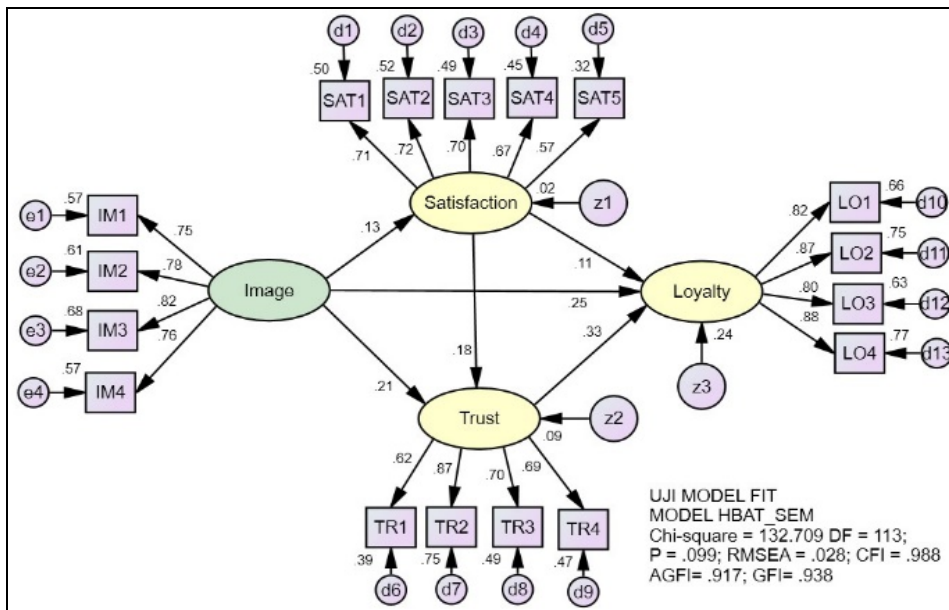 d1 d2 d3 d4 d5
.50 .52 .49 .45 .32
SAT1 SAT2 SAT3 SAT4 SAT5
.71 .72 .70 .67 .57
Satisfaction
.02
z1
e1 .57 IM1
.75
e2 .61 IM2
.78
e3 .68 IM3
.82
e4 .57 IM4
.76
Image
.13
.11
.25
.18
.33
.21
LO1 .66 d10
.82
LO2 .75 d11
.87
LO3 .63 d12
.80
LO4 .77 d13
.88
Loyalty
.24
z3
Trust
.09
z2
.62 .87 .70 .69
TR1 TR2 TR3 TR4
.39 .75 .49 .47
d6 d7 d8 d9
UJI MODEL FIT
MODEL HBAT_SEM
Chi-square = 132.709 DF = 113;
P = .099; RMSEA = .028; CFI = .988
AGFI= .917; GFI= .938